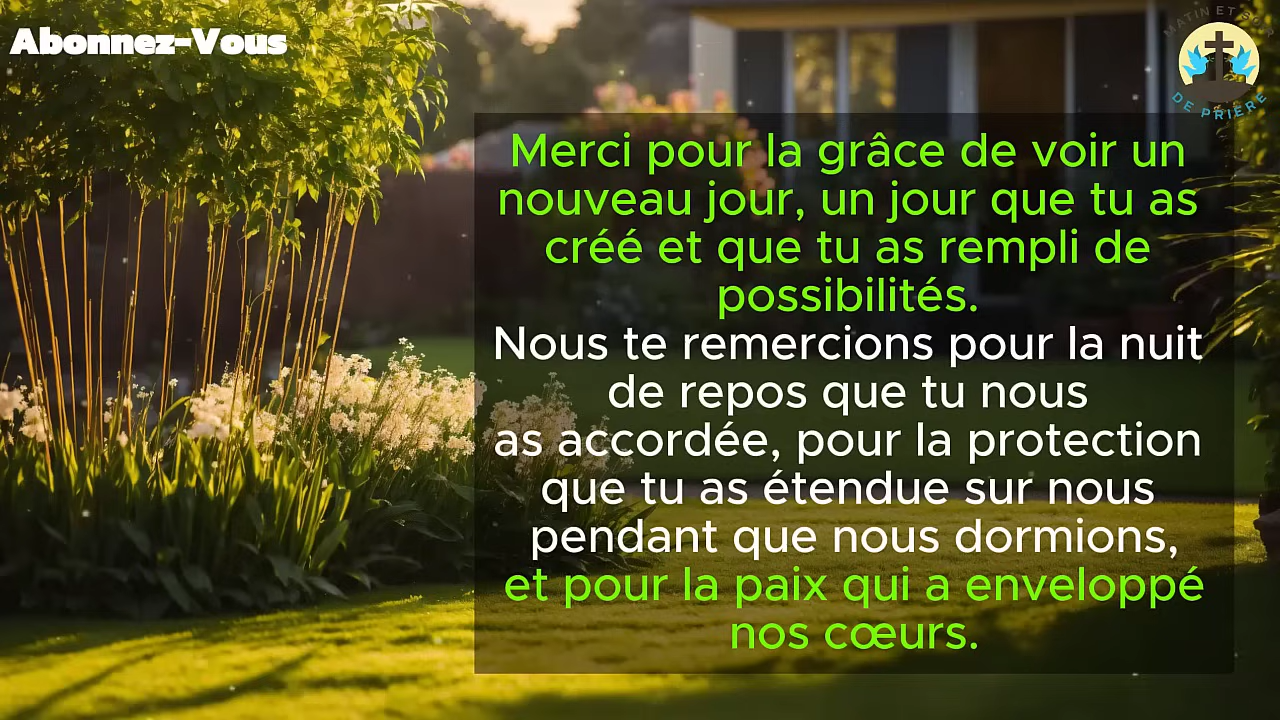 Abonnez-Vous
MATIN ET
DE PRIÈRE
Merci pour la grâce de voir un
nouveau jour, un jour que tu as
créé et que tu as rempli de
possibilités.
Nous te remercions pour la nuit
de repos que tu nous
as accordée, pour la protection
que tu as étendue sur nous
pendant que nous dormions,
et pour la paix qui a enveloppé
nos cœurs.